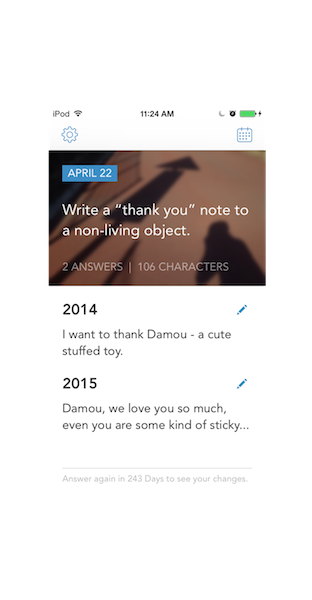 iPod 11:24 AM
APRIL 22
Write a “thank you” note to
a non-living object.
2 ANSWERS | 106 CHARACTERS
2014
I want to thank Damou - a cute
stuffed toy.
2015
Damou, we love you so much,
even you are some kind of sticky...
Answer again in 243 Days to see your changes.